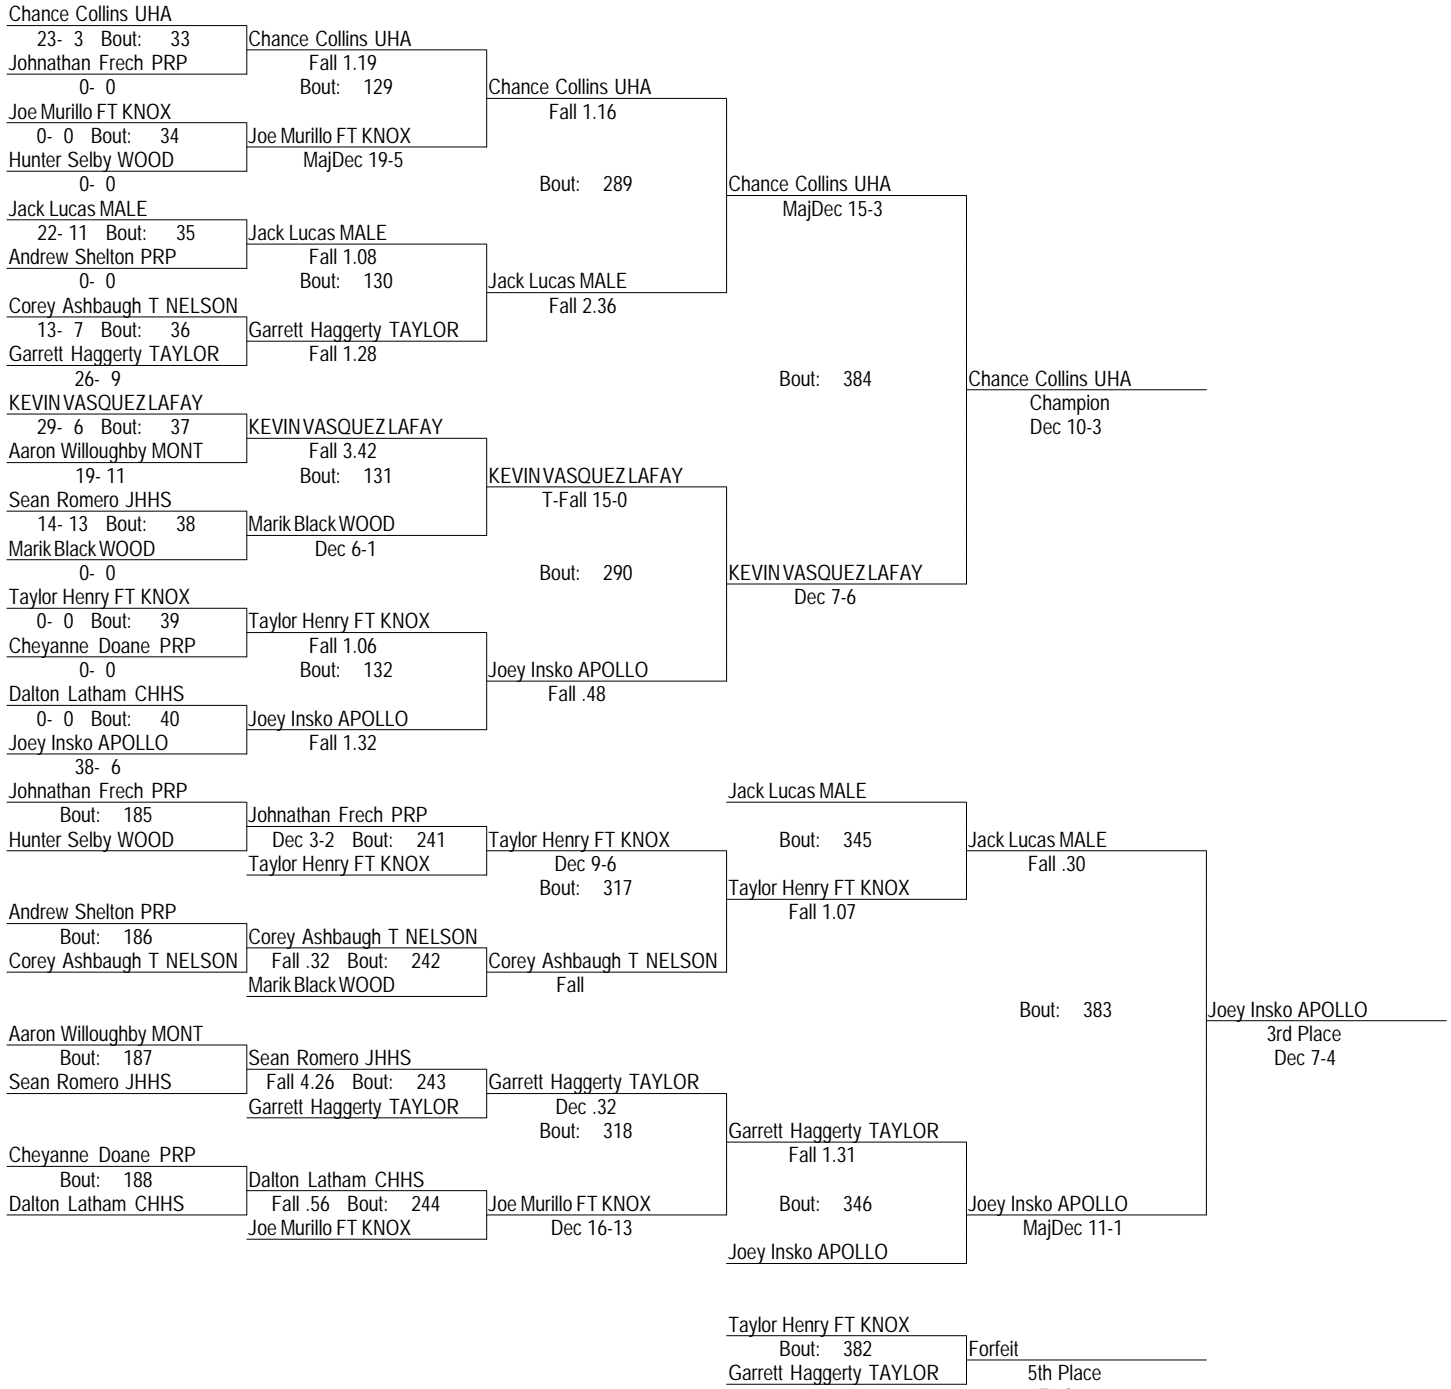 Chance Collins UHA
23- 3 Bout: 33
Chance Collins UHA
Johnathan Frech PRP
Fall 1.19
0- 0
Bout: 129
Chance Collins UHA
Joe Murillo FT KNOX
Fall 1.16
0- 0 Bout: 34
Joe Murillo FT KNOX
Hunter Selby WOOD
MajDec 19-5
0- 0
Bout: 289
Chance Collins UHA
Jack Lucas MALE
MajDec 15-3
22- 11 Bout: 35
Jack Lucas MALE
Andrew Shelton PRP
Fall 1.08
0- 0
Bout: 130
Jack Lucas MALE
Corey Ashbaugh T NELSON
Fall 2.36
13- 7 Bout: 36
Garrett Haggerty TAYLOR
Garrett Haggerty TAYLOR
Fall 1.28
26- 9
Bout: 384
Chance Collins UHA
KEVIN VASQUEZ LAFAY
Champion
29- 6 Bout: 37
KEVIN VASQUEZ LAFAY
Dec 10-3
Aaron Willoughby MONT
Fall 3.42
19- 11
Bout: 131
KEVIN VASQUEZ LAFAY
Sean Romero JHHS
T-Fall 15-0
14- 13 Bout: 38
Marik Black WOOD
Marik Black WOOD
Dec 6-1
0- 0
Bout: 290
KEVIN VASQUEZ LAFAY
Taylor Henry FT KNOX
Dec 7-6
0- 0 Bout: 39
Taylor Henry FT KNOX
Cheyanne Doane PRP
Fall 1.06
0- 0
Bout: 132
Joey Insko APOLLO
Dalton Latham CHHS
Fall .48
0- 0 Bout: 40
Joey Insko APOLLO
Joey Insko APOLLO
Fall 1.32
38- 6
Johnathan Frech PRP
Jack Lucas MALE
Bout: 185
Johnathan Frech PRP
Hunter Selby WOOD
Dec 3-2 Bout: 241
Taylor Henry FT KNOX
Bout: 345
Jack Lucas MALE
Taylor Henry FT KNOX
Dec 9-6
Fall .30
Bout: 317
Taylor Henry FT KNOX
Andrew Shelton PRP
Fall 1.07
Bout: 186
Corey Ashbaugh T NELSON
Corey Ashbaugh T NELSON
Fall .32 Bout: 242
Corey Ashbaugh T NELSON
Marik Black WOOD
Fall
Bout: 383
Joey Insko APOLLO
Aaron Willoughby MONT
3rd Place
Bout: 187
Sean Romero JHHS
Dec 7-4
Sean Romero JHHS
Fall 4.26 Bout: 243
Garrett Haggerty TAYLOR
Garrett Haggerty TAYLOR
Dec .32
Bout: 318
Garrett Haggerty TAYLOR
Cheyanne Doane PRP
Fall 1.31
Bout: 188
Dalton Latham CHHS
Dalton Latham CHHS
Fall .56 Bout: 244
Joe Murillo FT KNOX
Bout: 346
Joey Insko APOLLO
Joe Murillo FT KNOX
Dec 16-13
MajDec 11-1
Joey Insko APOLLO
Taylor Henry FT KNOX
Bout: 382
Forfeit
Garrett Haggerty TAYLOR
5th Place